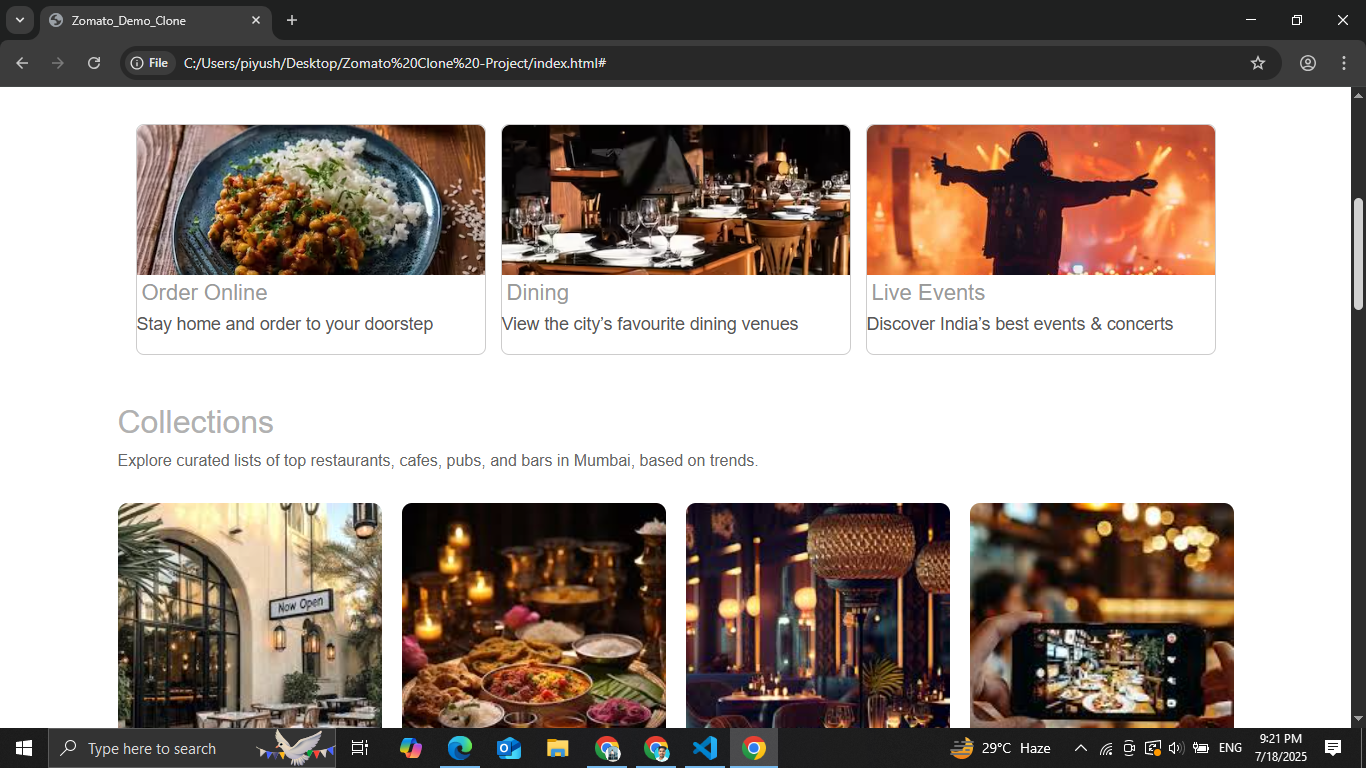 Zomato_Demo_Clone
File
C:/Users/piyush/Desktop/Zomato%20Clone%20-Project/index.html#
Order Online
Stay home and order to your doorstep
Dining
View the city’s favourite dining venues
Live Events
Discover India’s best events & concerts
Collections
Explore curated lists of top restaurants, cafes, pubs, and bars in Mumbai, based on trends.
Now Open
Type here to search
29°C Haze
ENG
9:21 PM
7/18/2025